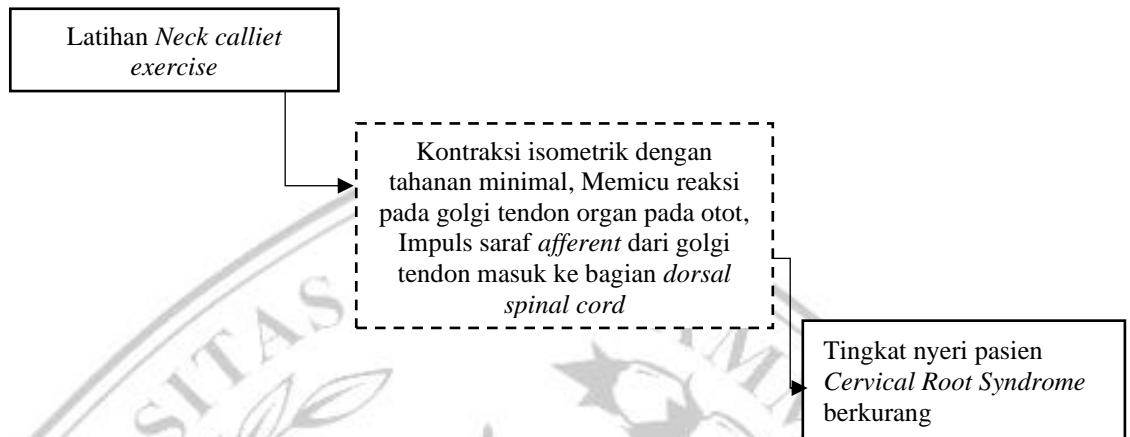 Latihan Neck calliet
exercise
Kontraksi isometrik dengan
tahanan minimal, Memicu reaksi
pada golgi tendon organ pada otot,
Impuls saraf afferent dari golgi
tendon masuk ke bagian dorsal
spinal cord
Tingkat nyeri pasien
Cervical Root Syndrome
berkurang
SITAS